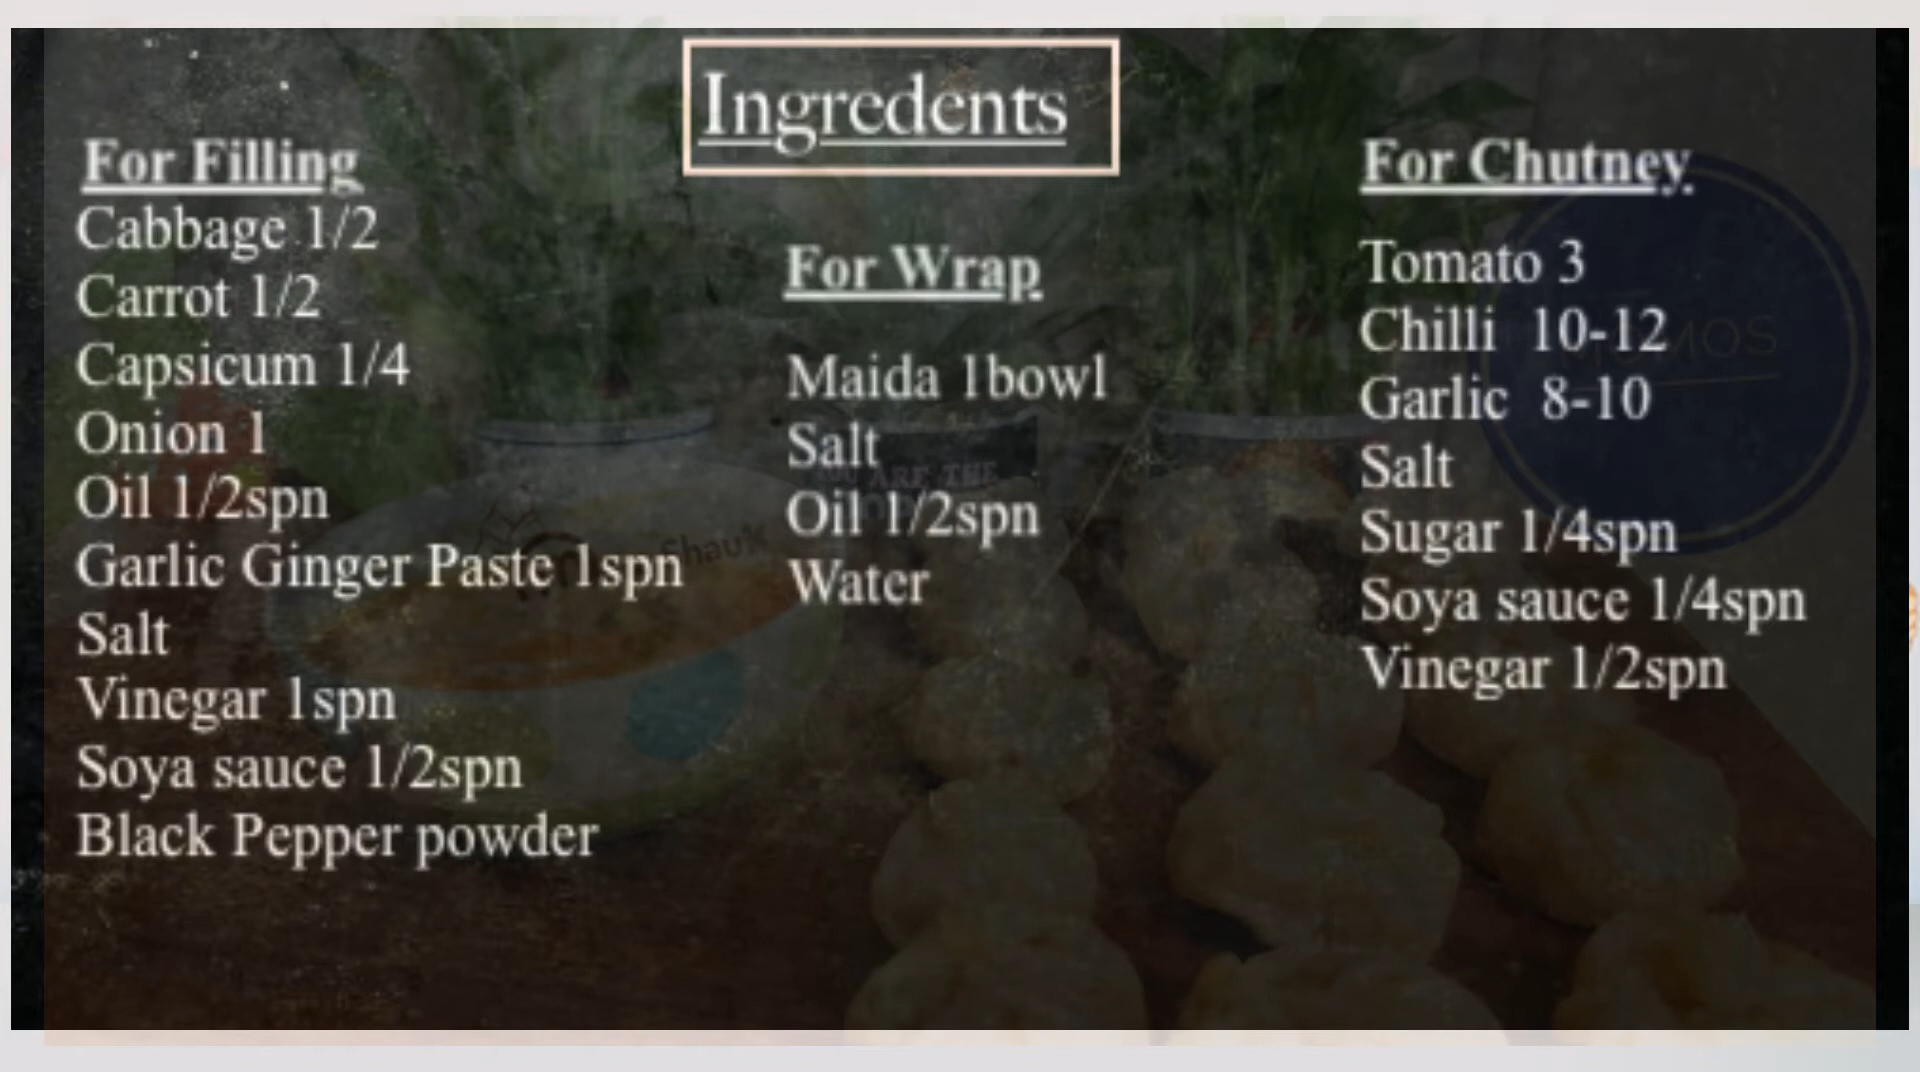 Ingredents
For Filling
Cabbage 1/2
Carrot 1/2
Capsicum 1/4
Onion 1
Oil 1/2spn
Garlic Ginger Paste 1spn
Salt
Vinegar 1spn
Soya sauce 1/2spn
Black Pepper powder
For Wrap
Maida 1bowl
Salt
Oil 1/2spn
Water
For Chutney
Tomato 3
Chilli 10-12
Garlic 8-10
Salt
Sugar 1/4spn
Soya sauce 1/4spn
Vinegar 1/2spn
ARE THE